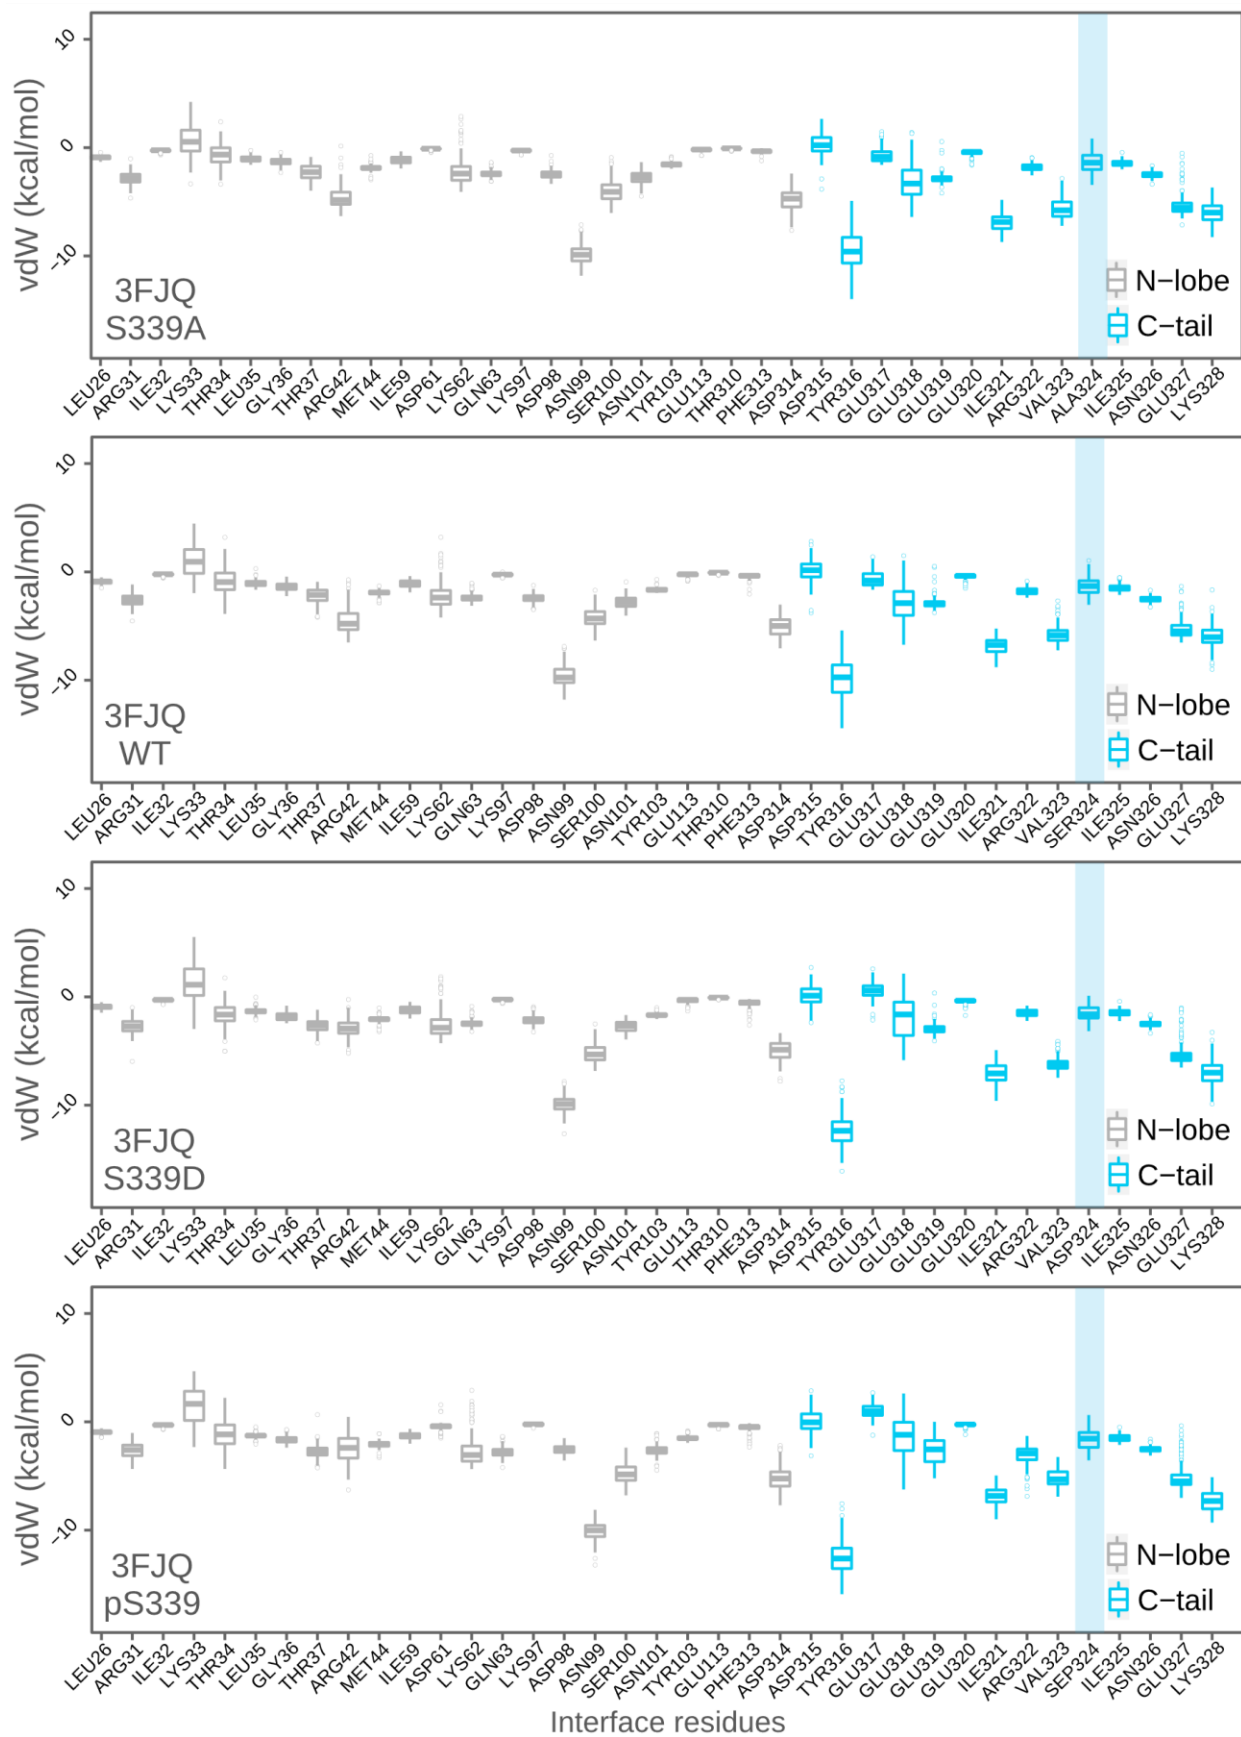 vdW (kcal/mol)
10
0
−10
3FJQ
S339A
N−lobe
C−tail
LEU26 ARG31 ILE32 LYS33 THR34 LEU35 GLY36 THR37 ARG42 MET44 ILE59 ASP61 LYS62 GLN63 LYS97 ASP98 ASN99 SER100 ASN101 TYR103 GLU113 THR310 PHE313 ASP314 ASP315 TYR316 GLU317 GLU318 GLU319 GLU320 ILE321 ARG322 VAL323 ALA324 ILE325 ASN326 GLU327 LYS328
vdW (kcal/mol)
10
0
−10
3FJQ
WT
N−lobe
C−tail
LEU26 ARG31 ILE32 LYS33 THR34 LEU35 GLY36 THR37 ARG42 MET44 ILE59 LYS62 GLN63 LYS97 ASP98 ASN99 SER100 ASN101 TYR103 GLU113 THR310 PHE313 ASP314 ASP315 TYR316 GLU317 GLU318 GLU319 GLU320 ILE321 ARG322 VAL323 SER324 ILE325 ASN326 GLU327 LYS328
vdW (kcal/mol)
10
0
−10
3FJQ
S339D
N−lobe
C−tail
LEU26 ARG31 ILE32 LYS33 THR34 LEU35 GLY36 THR37 ARG42 MET44 ILE59 LYS62 GLN63 LYS97 ASP98 ASN99 SER100 ASN101 TYR103 GLU113 THR310 PHE313 ASP314 ASP315 TYR316 GLU317 GLU318 GLU319 GLU320 ILE321 ARG322 VAL323 ASP324 ILE325 ASN326 GLU327 LYS328
vdW (kcal/mol)
10
0
−10
3FJQ
pS339
N−lobe
C−tail
LEU26 ARG31 ILE32 LYS33 THR34 LEU35 GLY36 THR37 ARG42 MET44 ILE59 ASP61 LYS62 GLN63 LYS97 ASP98 ASN99 SER100 ASN101 TYR103 GLU113 PHE313 ASP314 ASP315 TYR316 GLU317 GLU318 GLU319 GLU320 ILE321 ARG322 VAL323 SEP324 ILE325 ASN326 GLU327 LYS328
Interface residues